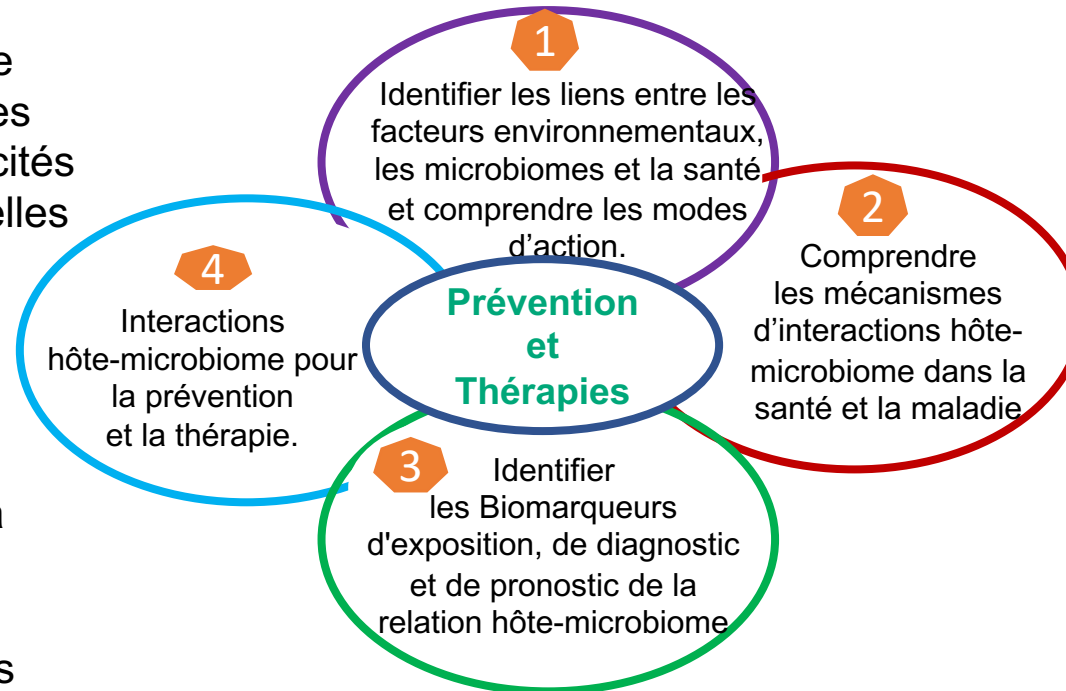 e
es
cités
elles
1
Identifier les liens entre les
facteurs environnementaux,
les microbiomes et la santé
et comprendre les modes
d’action.
2
Comprendre
les mécanismes
d’interactions hôte-
microbiome dans la
santé et la maladie
Prévention
et
Thérapies
4
Interactions
hôte-microbiome pour
la prévention
et la thérapie.
3
Identifier
les Biomarqueurs
d'exposition, de diagnostic
et de pronostic de la
relation hôte-microbiome
s